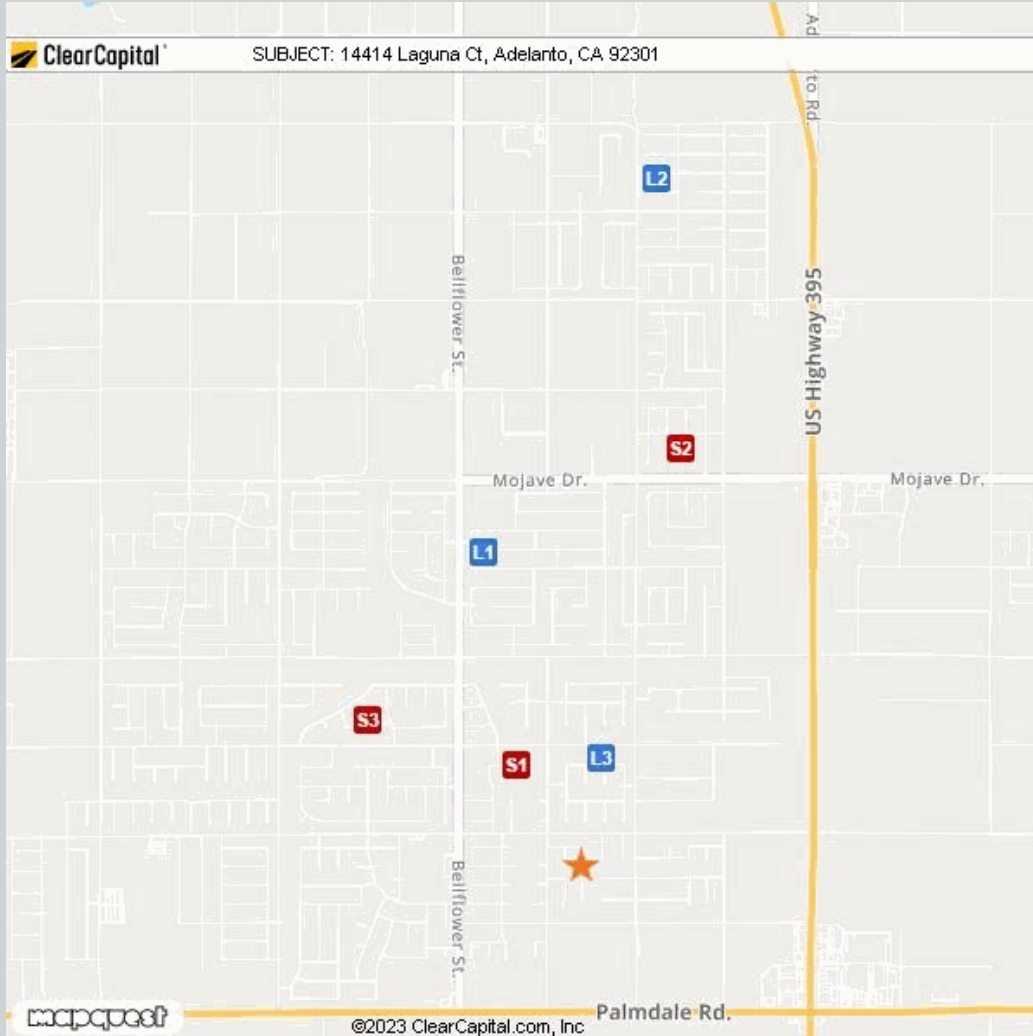 ClearCapital
SUBJECT: 14414 Laguna Ct, Adelanto, CA 92301
Ad
to Rd.
L2
Bellflower St.
US Highway 395
S2
Mojave Dr.
Mojave Dr.
L1
S3
S1
L3
Bellflower St.
Palmdale Rd.
mapquest
©2023 ClearCapital.com, Inc